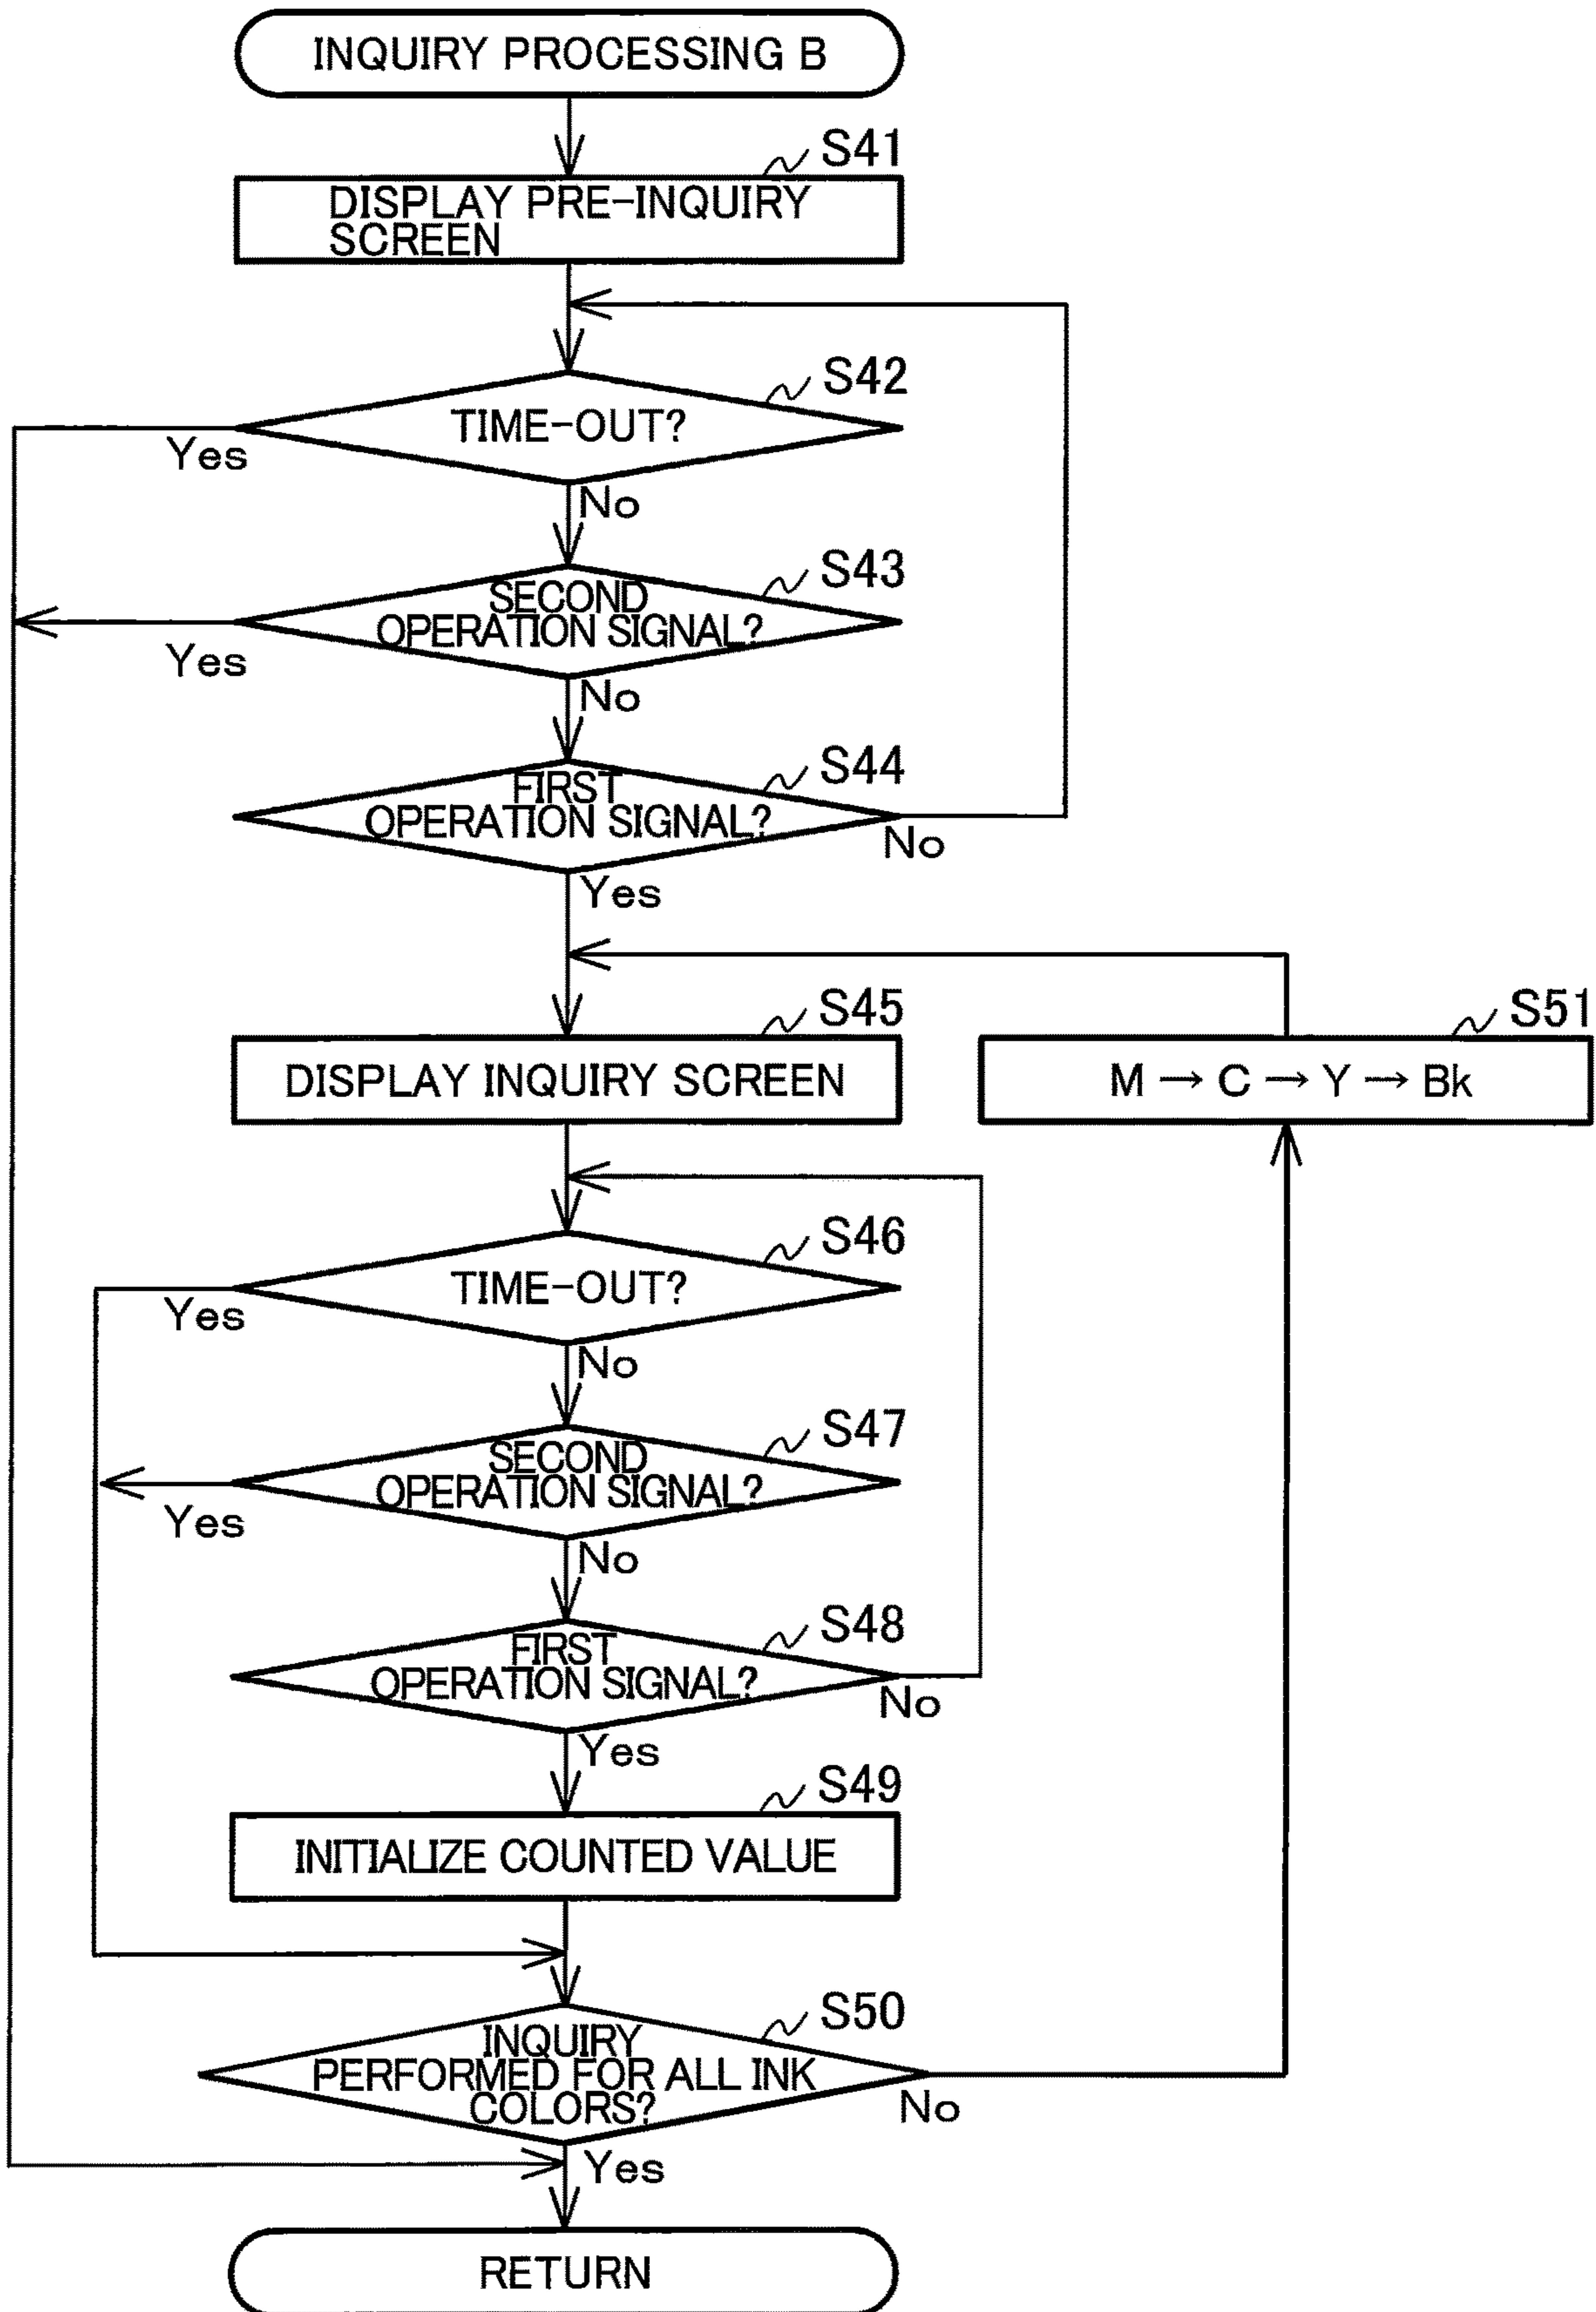 INQUIRY PROCESSING B
S41
DISPLAY PRE-INQUIRY
SCREEN
S42
TIME-OUT?
Yes
No
S43
SECOND
OPERATION SIGNAL?
Yes
No
S44
FIRST
OPERATION SIGNAL?
No
Yes
S45
DISPLAY INQUIRY SCREEN
S51
M → C → Y → Bk
S46
TIME-OUT?
Yes
No
S47
SECOND
OPERATION SIGNAL?
Yes
No
S48
FIRST
OPERATION SIGNAL?
No
Yes
S49
INITIALIZE COUNTED VALUE
S50
INQUIRY
PERFORMED FOR ALL INK
COLORS?
No
Yes
RETURN